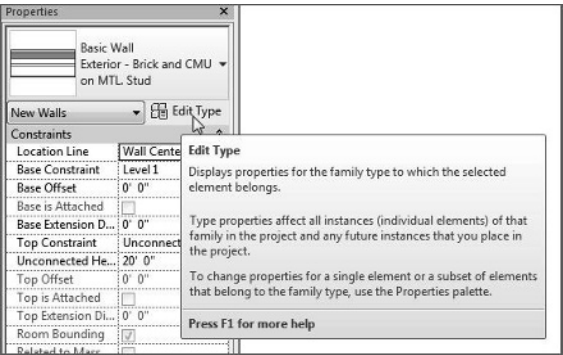 Properties
Basic Wall
Exterior - Brick and CMU
on MTL. Stud
New Walls
Edit Type
Constraints
Location Line Wall Cente
Base Constraint Level 1
Base Offset 0' 0"
Base is Attached
Base Extension D... 0' 0"
Top Constraint Unconnect
Unconnected He... 20' 0"
Top Offset 0' 0"
Top is Attached
Top Extension Di... 0' 0"
Room Bounding
Related to Mass
Edit Type
Displays properties for the family type to which the selected
element belongs.
Type properties affect all instances (individual elements) of that
family in the project and any future instances that you place in
the project.
To change properties for a single element or a subset of elements
that belong to the family type, use the Properties palette.
Press F1 for more help